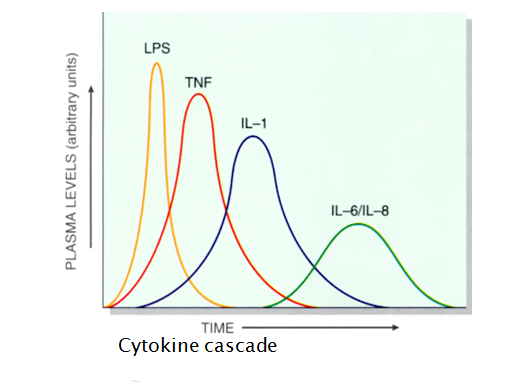 LPS
TNF
IL–1
IL–6/IL–8
PLASMA LEVELS (arbitrary units)
TIME
Cytokine cascade